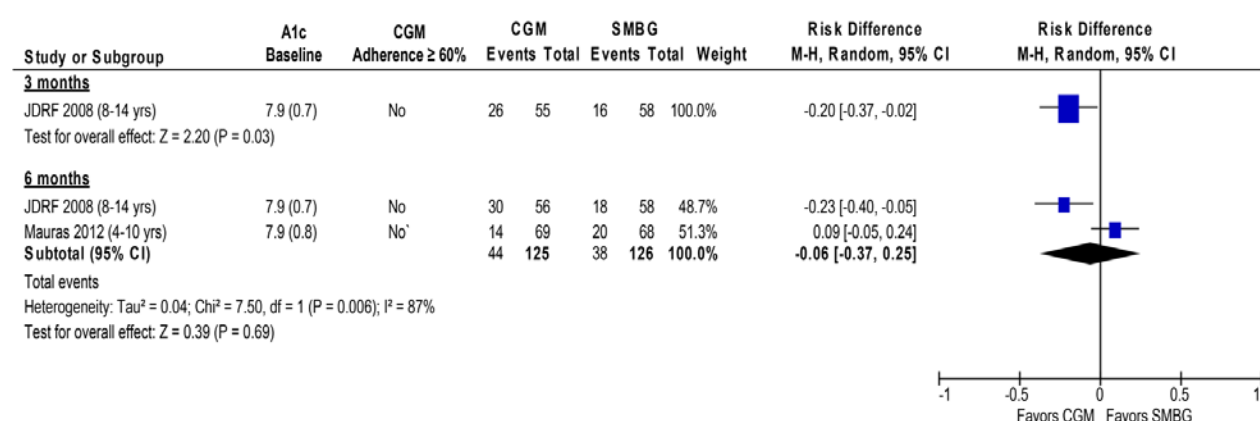 A1c CGM CGM SMBG Risk Difference Risk Difference
Study or Subgroup Baseline Adherence ≥ 60% Events Total Events Total Weight M-H, Random, 95% CI M-H, Random, 95% CI
3 months
JDRF 2008 (8-14 yrs) 7.9 (0.7) No 26 55 16 58 100.0% -0.20 [-0.37, -0.02]
Test for overall effect: Z = 2.20 (P = 0.03)
6 months
JDRF 2008 (8-14 yrs) 7.9 (0.7) No 30 56 18 58 48.7% -0.23 [-0.40, -0.05]
Mauras 2012 (4-10 yrs) 7.9 (0.8) No` 14 69 20 68 51.3% 0.09 [-0.05, 0.24]
Subtotal (95% CI) 44 125 38 126 100.0% -0.06 [-0.37, 0.25]
Total events
Heterogeneity: Tau² = 0.04; Chi² = 7.50, df = 1 (P = 0.006); I² = 87%
Test for overall effect: Z = 0.39 (P = 0.69)
-1 -0.5 0 0.5 1
Favors CGM Favors SMBG